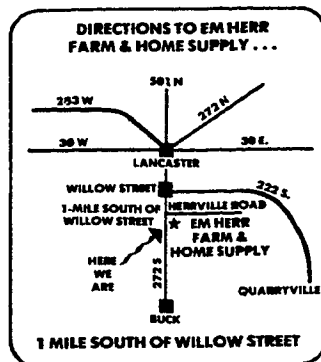 DIRECTIONS TO EM HERR
FARM & HOME SUPPLY . . .
501 N
283 W
272 N
30 W
30 E.
LANCASTER
WILLOW STREET
222 S.
1-MILE SOUTH OF
WILLOW STREET
HERRVILLE ROAD
★ EM HERR
FARM &
HOME SUPPLY
HERE
WE
ARE
272 S
QUARRYVILLE
BUCK
1 MILE SOUTH OF WILLOW STREET